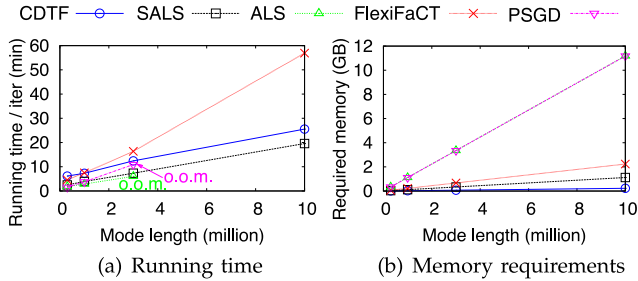 CDTF SALS ALS FlexiFaCT PSGD
Running time / iter (min)
60
50
40
30
20
10
0
o.o.m.
o.o.m.
0 2 4 6 8 10
Mode length (million)
(a) Running time
Required memory (GB)
12
10
8
6
4
2
0
0 2 4 6 8 10
Mode length (million)
(b) Memory requirements